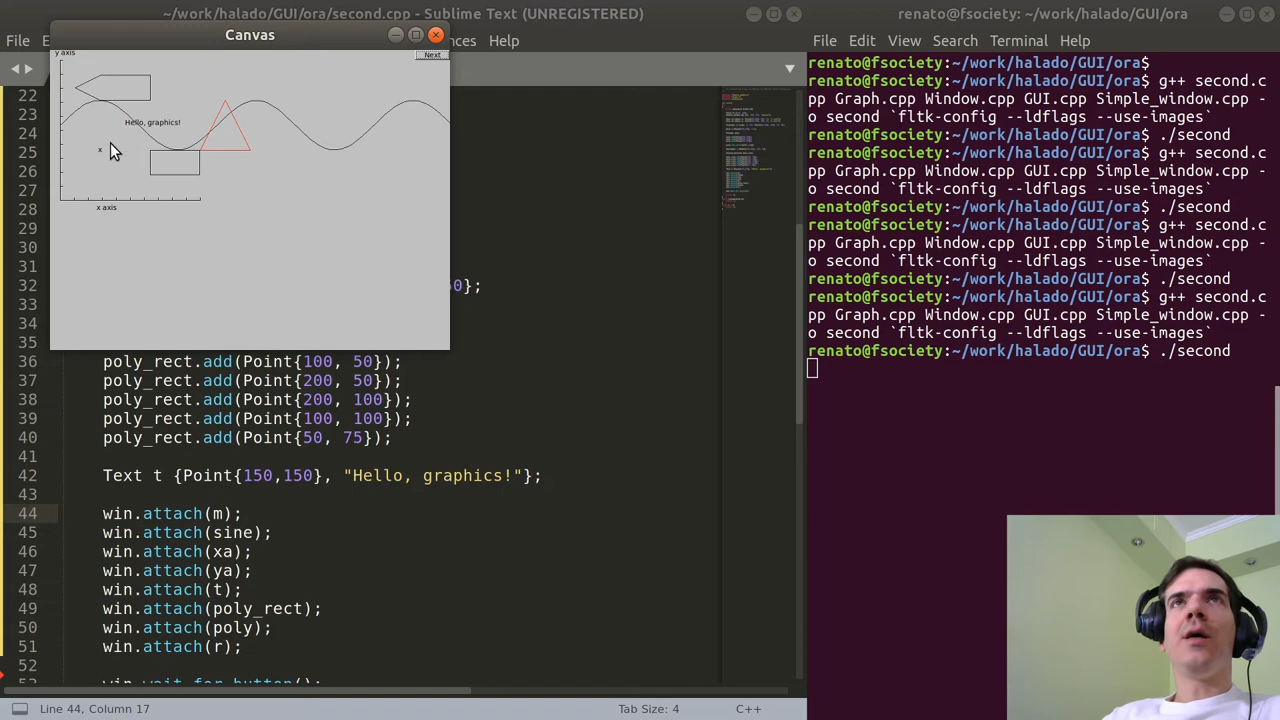 ~/work/halado/GUI/ora/second.cpp - Sublime Text (UNREGISTERED)
renato@fsociety: ~/work/halado/GUI/ora
File
Help
Canvas
File Edit View Search Terminal Help
y axis
Next
Hello, graphics!
x
x axis
22
23
24
25
26
27
28
29
30
31
32 50};
33
34
35
36 poly_rect.add(Point{100, 50});
37 poly_rect.add(Point{200, 50});
38 poly_rect.add(Point{200, 100});
39 poly_rect.add(Point{100, 100});
40 poly_rect.add(Point{50, 75});
41
42 Text t {Point{150,150}, "Hello, graphics!"};
43
44 win.attach(m);
45 win.attach(sine);
46 win.attach(xa);
47 win.attach(ya);
48 win.attach(t);
49 win.attach(poly_rect);
50 win.attach(poly);
51 win.attach(r);
52
53 win.wait_for_button();
Line 44, Column 17
Tab Size: 4
C++
renato@fsociety:~/work/halado/GUI/ora$
renato@fsociety:~/work/halado/GUI/ora$ g++ second.c
pp Graph.cpp Window.cpp GUI.cpp Simple_window.cpp -
o second `fltk-config --ldflags --use-images`
renato@fsociety:~/work/halado/GUI/ora$ ./second
renato@fsociety:~/work/halado/GUI/ora$ g++ second.c
pp Graph.cpp Window.cpp GUI.cpp Simple_window.cpp -
o second `fltk-config --ldflags --use-images`
renato@fsociety:~/work/halado/GUI/ora$ ./second
renato@fsociety:~/work/halado/GUI/ora$ g++ second.c
pp Graph.cpp Window.cpp GUI.cpp Simple_window.cpp -
o second `fltk-config --ldflags --use-images`
renato@fsociety:~/work/halado/GUI/ora$ ./second
renato@fsociety:~/work/halado/GUI/ora$ g++ second.c
pp Graph.cpp Window.cpp GUI.cpp Simple_window.cpp -
o second `fltk-config --ldflags --use-images`
renato@fsociety:~/work/halado/GUI/ora$ ./second